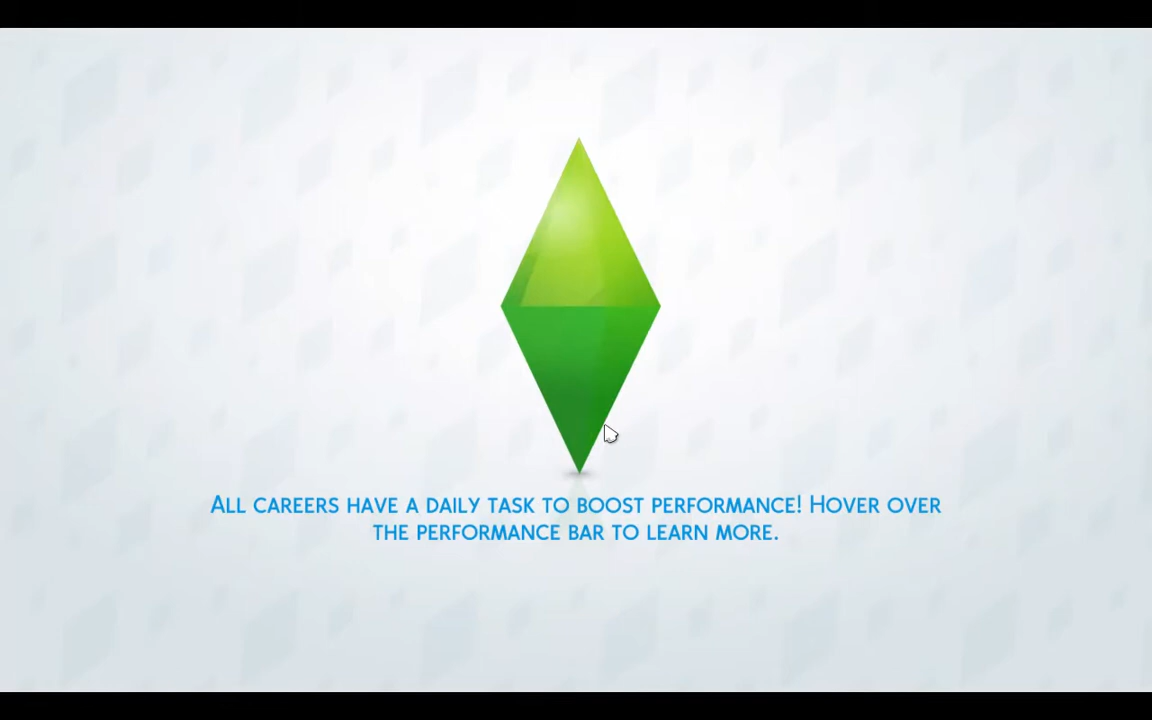 All careers have a daily task to boost performance! Hover over
the performance bar to learn more.